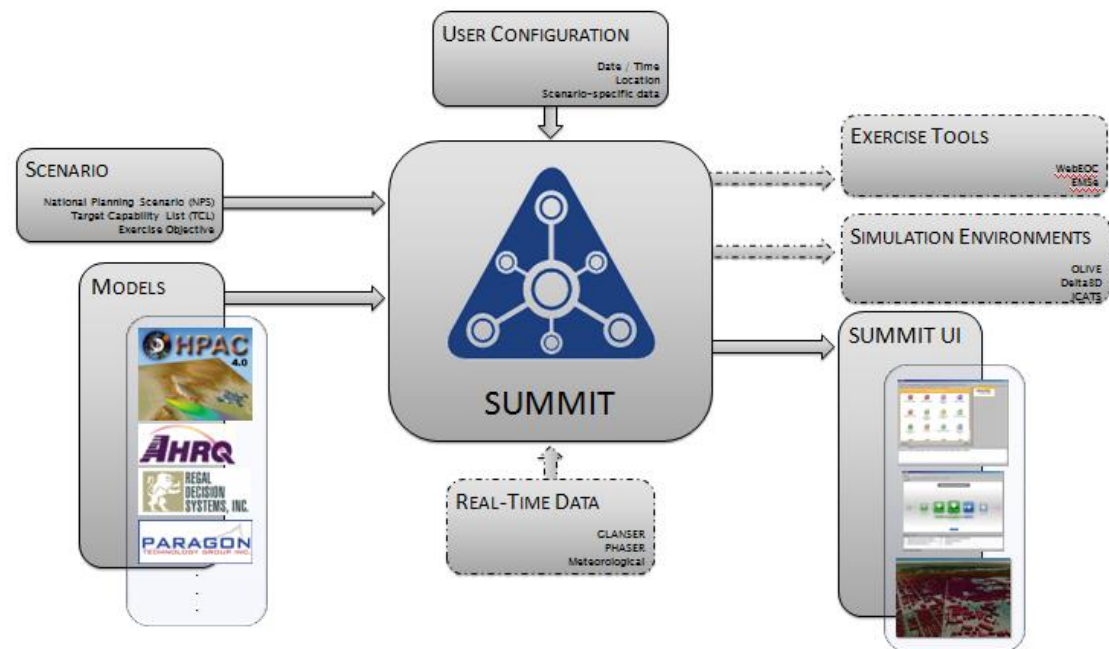 USER CONFIGURATION
Date / Time
Location
Scenario-specific data
SCENARIO
National Planning Scenario (NPS)
Target Capability List (TCL)
Exercise Objective
MODELS
HPAC
4.0
AHRQ
REGAL
DECISION
SYSTEMS, INC.
PARAGON
TECHNOLOGY GROUP INC.
SUMMIT
REAL-TIME DATA
GLANSER
PHASER
Meteorological
EXERCISE TOOLS
WebEOC
EMSe
SIMULATION ENVIRONMENTS
OLIVE
Delta3D
JCATS
SUMMIT UI